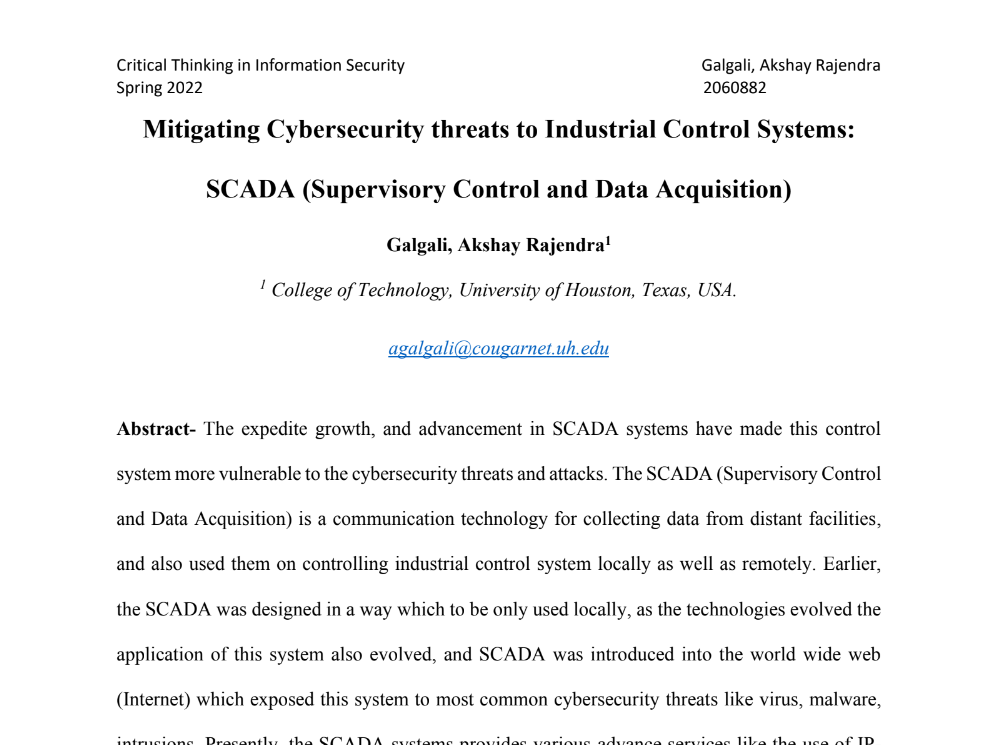 Critical Thinking in Information Security Galgali, Akshay Rajendra
Spring 2022 2060882
Mitigating Cybersecurity threats to Industrial Control Systems:
SCADA (Supervisory Control and Data Acquisition)
Galgali, Akshay Rajendra¹
¹ College of Technology, University of Houston, Texas, USA.
agalgali@cougarnet.uh.edu
Abstract- The expedite growth, and advancement in SCADA systems have made this control
system more vulnerable to the cybersecurity threats and attacks. The SCADA (Supervisory Control
and Data Acquisition) is a communication technology for collecting data from distant facilities,
and also used them on controlling industrial control system locally as well as remotely. Earlier,
the SCADA was designed in a way which to be only used locally, as the technologies evolved the
application of this system also evolved, and SCADA was introduced into the world wide web
(Internet) which exposed this system to most common cybersecurity threats like virus, malware,
intrusions. Presently, the SCADA systems provides various advance services like the use of IP